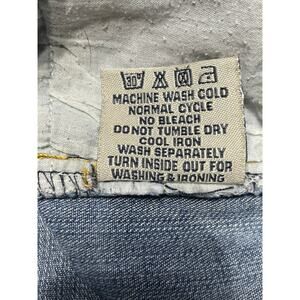 30°
MACHINE WASH COLD
NORMAL CYCLE
NO BLEACH
DO NOT TUMBLE DRY
COOL IRON
WASH SEPARATELY
TURN INSIDE OUT FOR
WASHING & IRONING